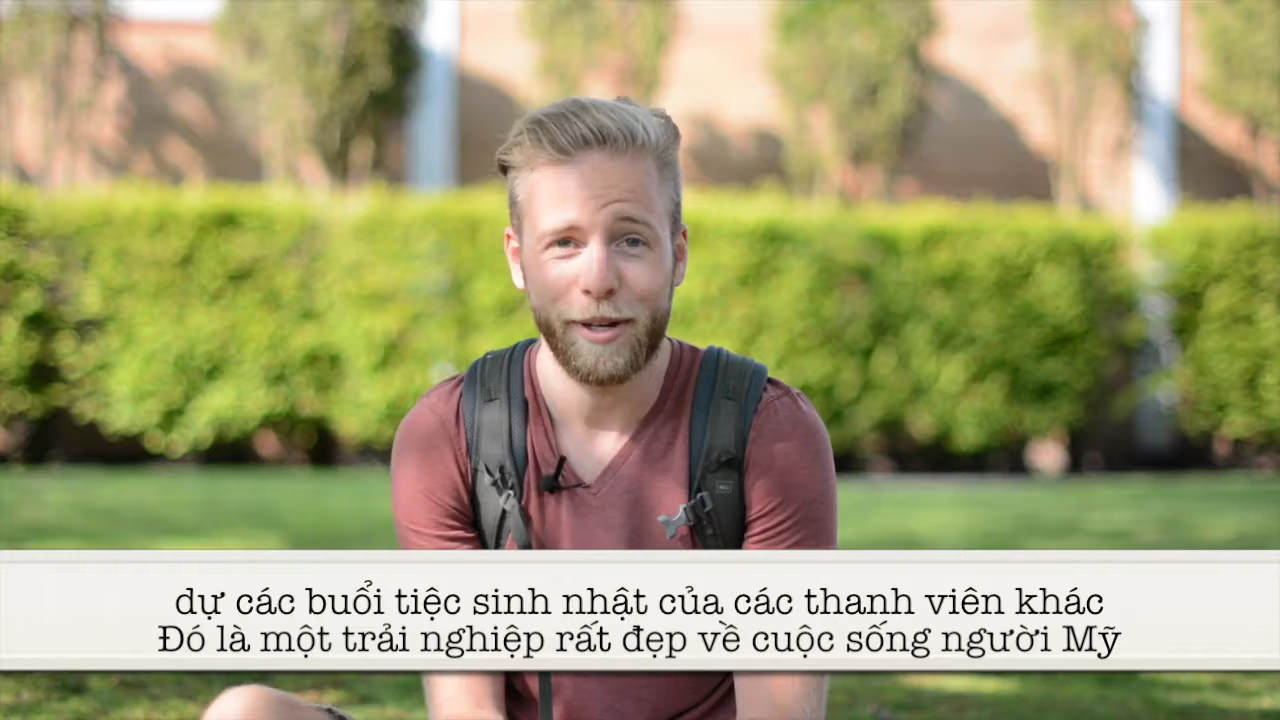 dự các buổi tiệc sinh nhật của các thanh viên khác
Đó là một trải nghiệp rất đẹp về cuộc sống người Mỹ